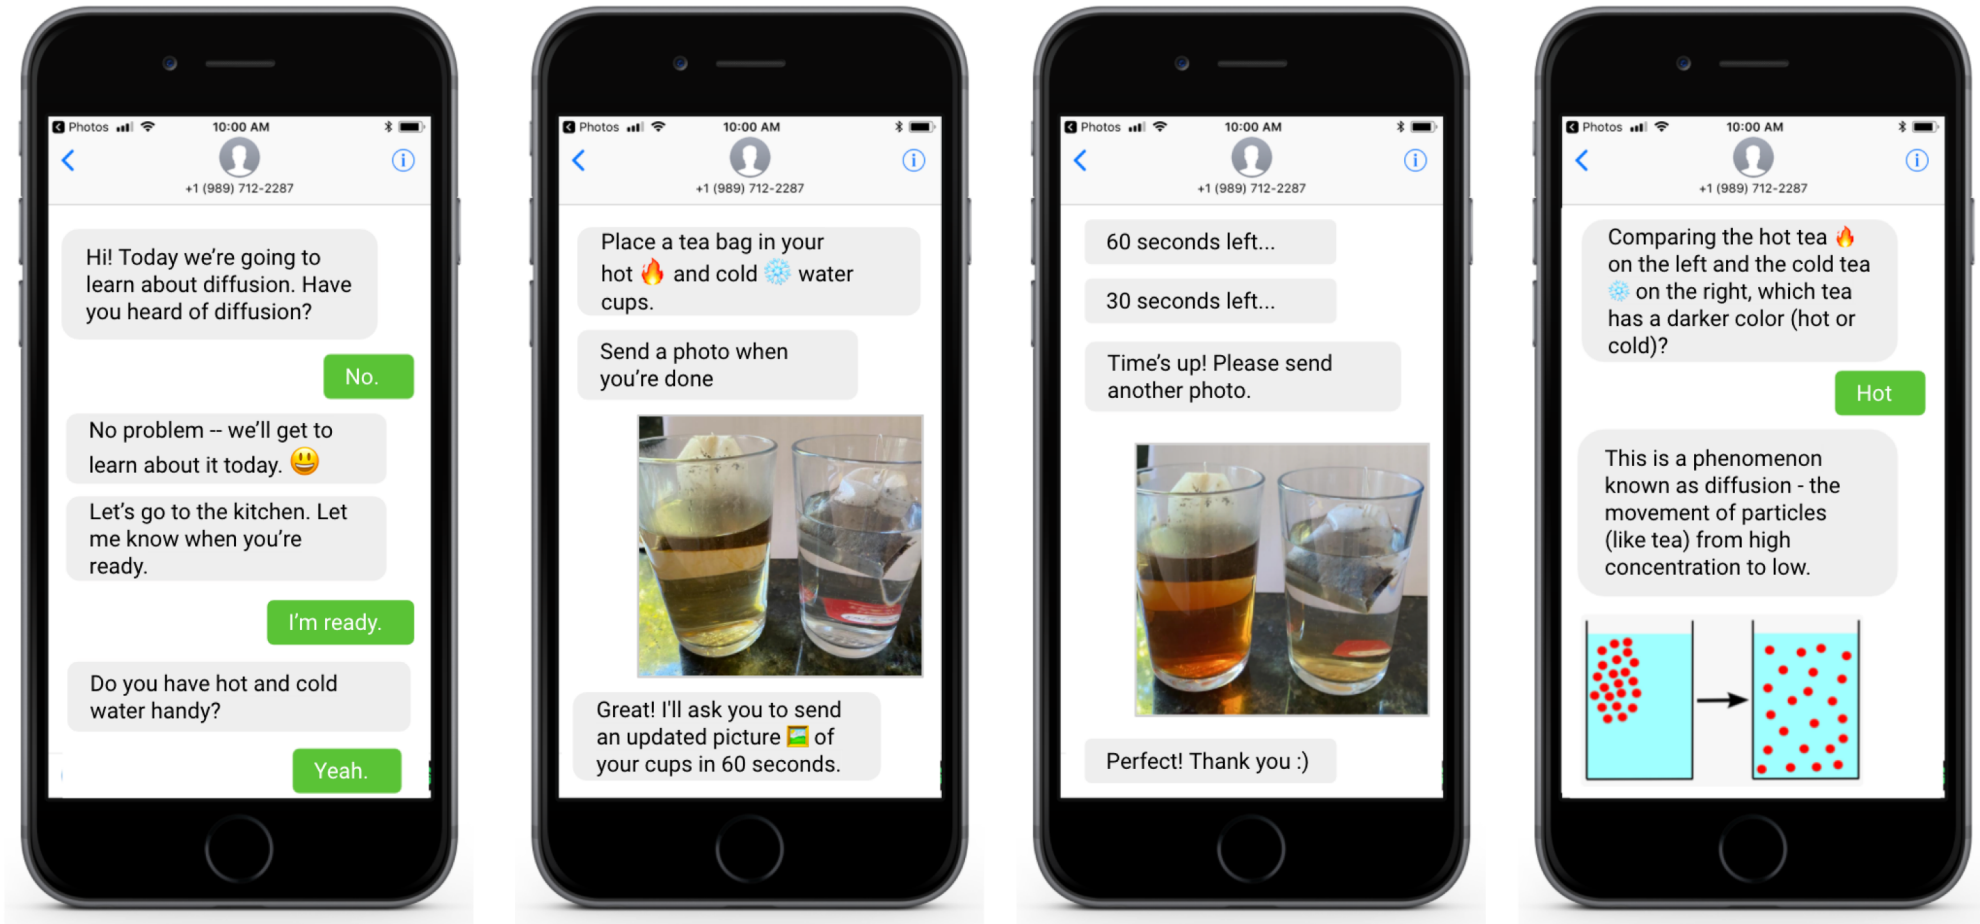 Photos
10:00 AM
+1 (989) 712-2287
Hi! Today we're going to
learn about diffusion. Have
you heard of diffusion?
No.
No problem -- we'll get to
learn about it today. 😃
Let's go to the kitchen. Let
me know when you're
ready.
I'm ready.
Do you have hot and cold
water handy?
Yeah.
Photos
10:00 AM
+1 (989) 712-2287
Place a tea bag in your
hot 🔥 and cold ❄️ water
cups.
Send a photo when
you're done
Great! I'll ask you to send
an updated picture 🖼️ of
your cups in 60 seconds.
Photos
10:00 AM
+1 (989) 712-2287
60 seconds left...
30 seconds left...
Time's up! Please send
another photo.
Perfect! Thank you :)
Photos
10:00 AM
+1 (989) 712-2287
Comparing the hot tea 🔥
on the left and the cold tea
❄️ on the right, which tea
has a darker color (hot or
cold)?
Hot
This is a phenomenon
known as diffusion - the
movement of particles
(like tea) from high
concentration to low.